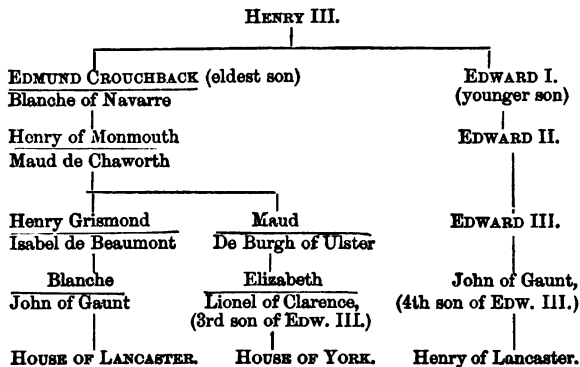 HENRY III.
EDMUND CROUCHBACK (eldest son)
Blanche of Navarre
EDWARD I.
(younger son)
Henry of Monmouth
Maud de Chaworth
EDWARD II.
Henry Grismond
Isabel de Beaumont
Maud
De Burgh of Ulster
EDWARD III.
Blanche
John of Gaunt
Elizabeth
Lionel of Clarence,
(3rd son of EDW. III.)
John of Gaunt,
(4th son of EDW. III.)
HOUSE OF LANCASTER.
HOUSE OF YORK.
Henry of Lancaster.